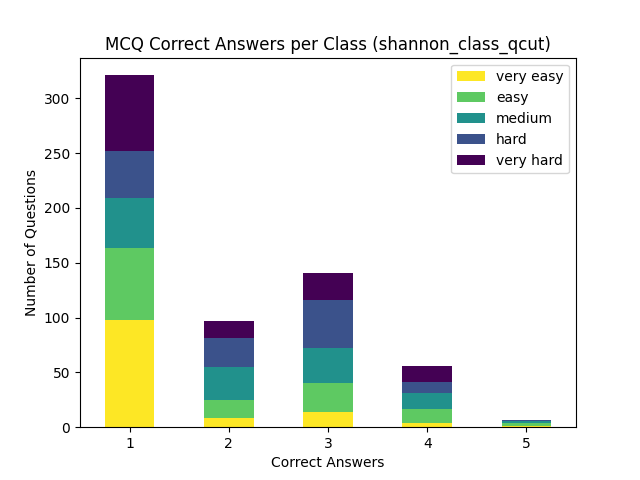 MCQ Correct Answers per Class (shannon_class_qcut)
very easy
easy
medium
hard
very hard
Number of Questions
300
250
200
150
100
50
0
1 2 3 4 5
Correct Answers